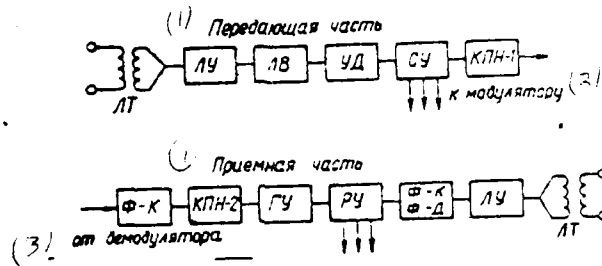 (1) Передающая часть
ЛТ ЛУ ЛВ УД СУ КПН-1
к модулятору (2)
(1) Приемная часть
Ф-К КПН-2 ГУ РУ Ф-К Ф-Д ЛУ ЛТ
(3) от демодулятора